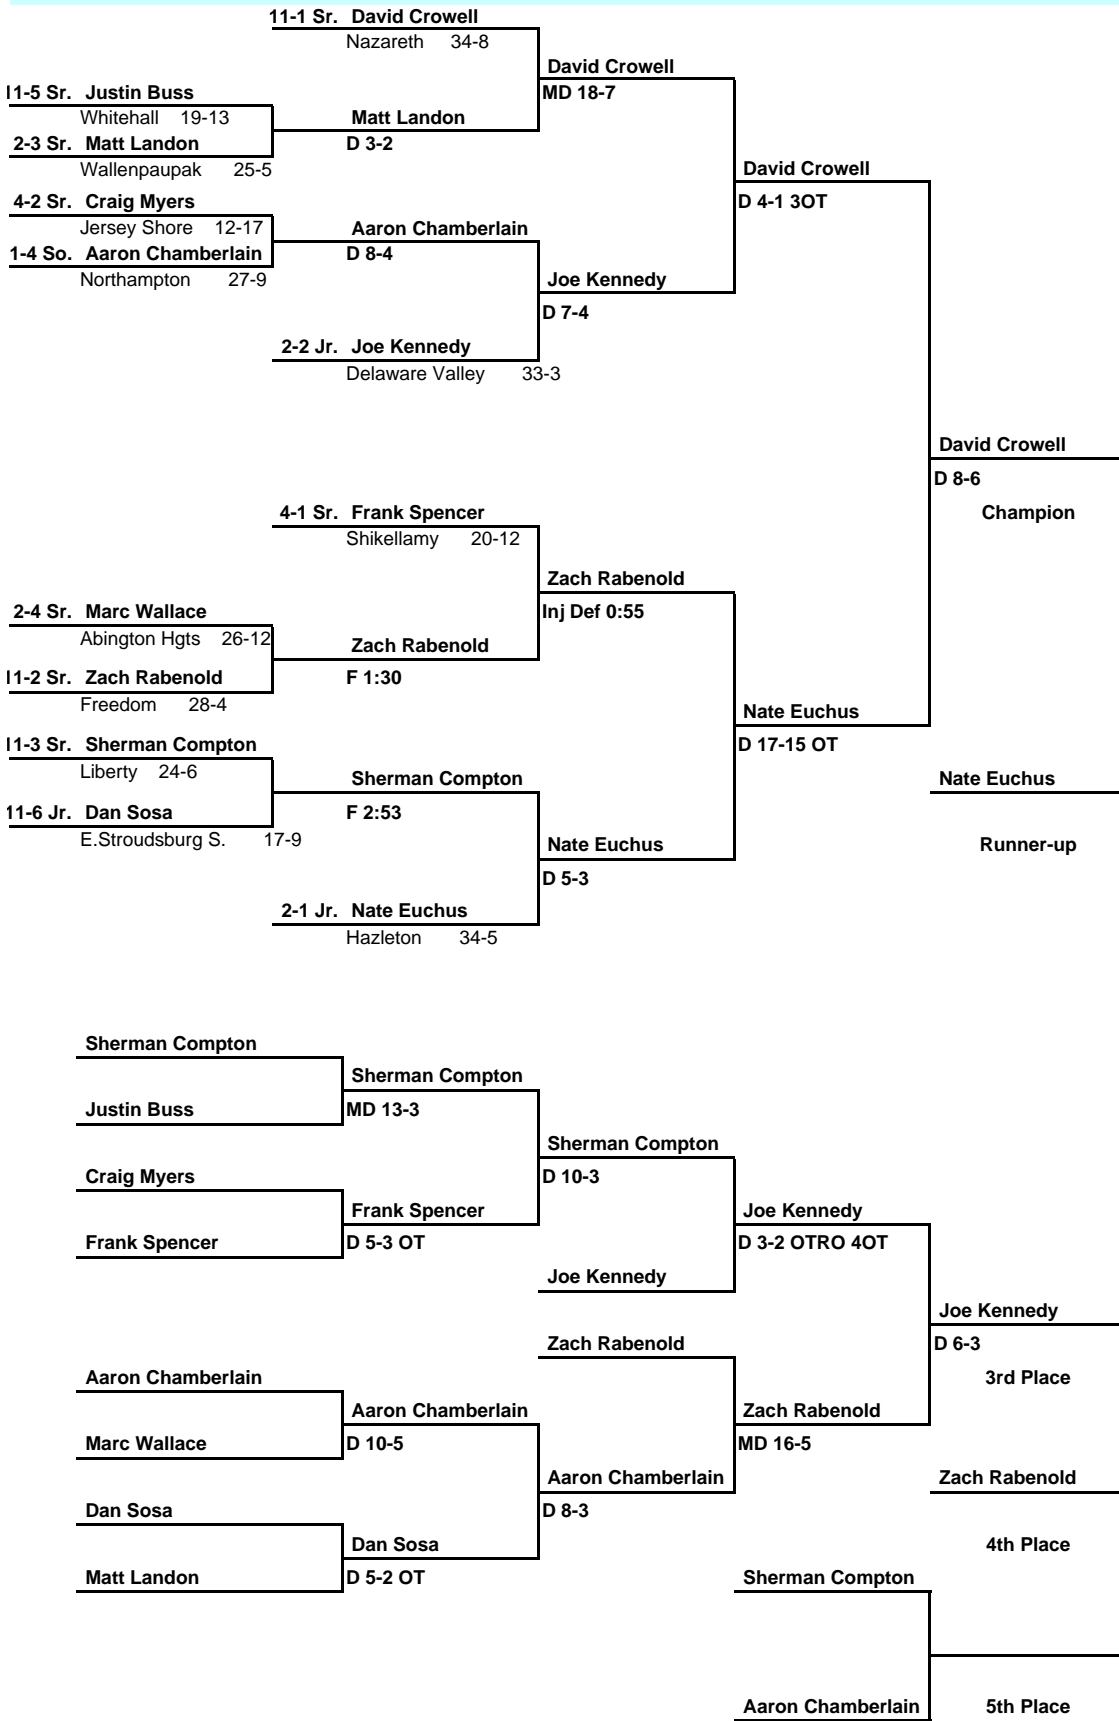 11-1 Sr. David Crowell
Nazareth 34-8
David Crowell
11-5 Sr. Justin Buss
MD 18-7
Whitehall 19-13
Matt Landon
2-3 Sr. Matt Landon
D 3-2
Wallenpaupak 25-5
David Crowell
4-2 Sr. Craig Myers
D 4-1 3OT
Jersey Shore 12-17
Aaron Chamberlain
1-4 So. Aaron Chamberlain
D 8-4
Northampton 27-9
Joe Kennedy
D 7-4
2-2 Jr. Joe Kennedy
Delaware Valley 33-3
David Crowell
D 8-6
4-1 Sr. Frank Spencer
Champion
Shikellamy 20-12
Zach Rabenold
2-4 Sr. Marc Wallace
Inj Def 0:55
Abington Hgts 26-12
Zach Rabenold
11-2 Sr. Zach Rabenold
F 1:30
Freedom 28-4
Nate Euchus
11-3 Sr. Sherman Compton
D 17-15 OT
Liberty 24-6
Sherman Compton
Nate Euchus
11-6 Jr. Dan Sosa
F 2:53
E.Stroudsburg S. 17-9
Nate Euchus
Runner-up
D 5-3
2-1 Jr. Nate Euchus
Hazleton 34-5
Sherman Compton
Sherman Compton
Justin Buss
MD 13-3
Sherman Compton
Craig Myers
D 10-3
Frank Spencer
Joe Kennedy
Frank Spencer
D 5-3 OT
D 3-2 OTRO 4OT
Joe Kennedy
Joe Kennedy
Zach Rabenold
D 6-3
Aaron Chamberlain
3rd Place
Aaron Chamberlain
Zach Rabenold
Marc Wallace
D 10-5
MD 16-5
Aaron Chamberlain
Zach Rabenold
Dan Sosa
D 8-3
Dan Sosa
4th Place
Matt Landon
D 5-2 OT
Sherman Compton
Aaron Chamberlain
5th Place